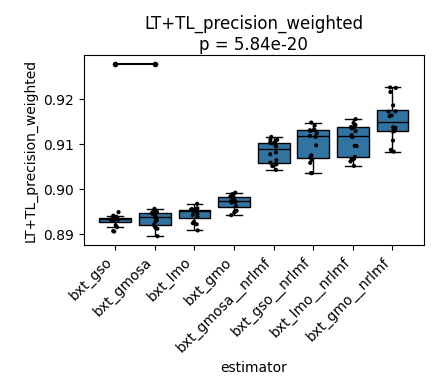 LT+TL_precision_weighted
p = 5.84e-20
LT+TL_precision_weighted
0.92
0.91
0.90
0.89
bxt_gso
bxt_gmosa
bxt_lmo
bxt_gmo
bxt_gmosa__nrlmf
bxt_gso__nrlmf
bxt_lmo__nrlmf
bxt_gmo__nrlmf
estimator